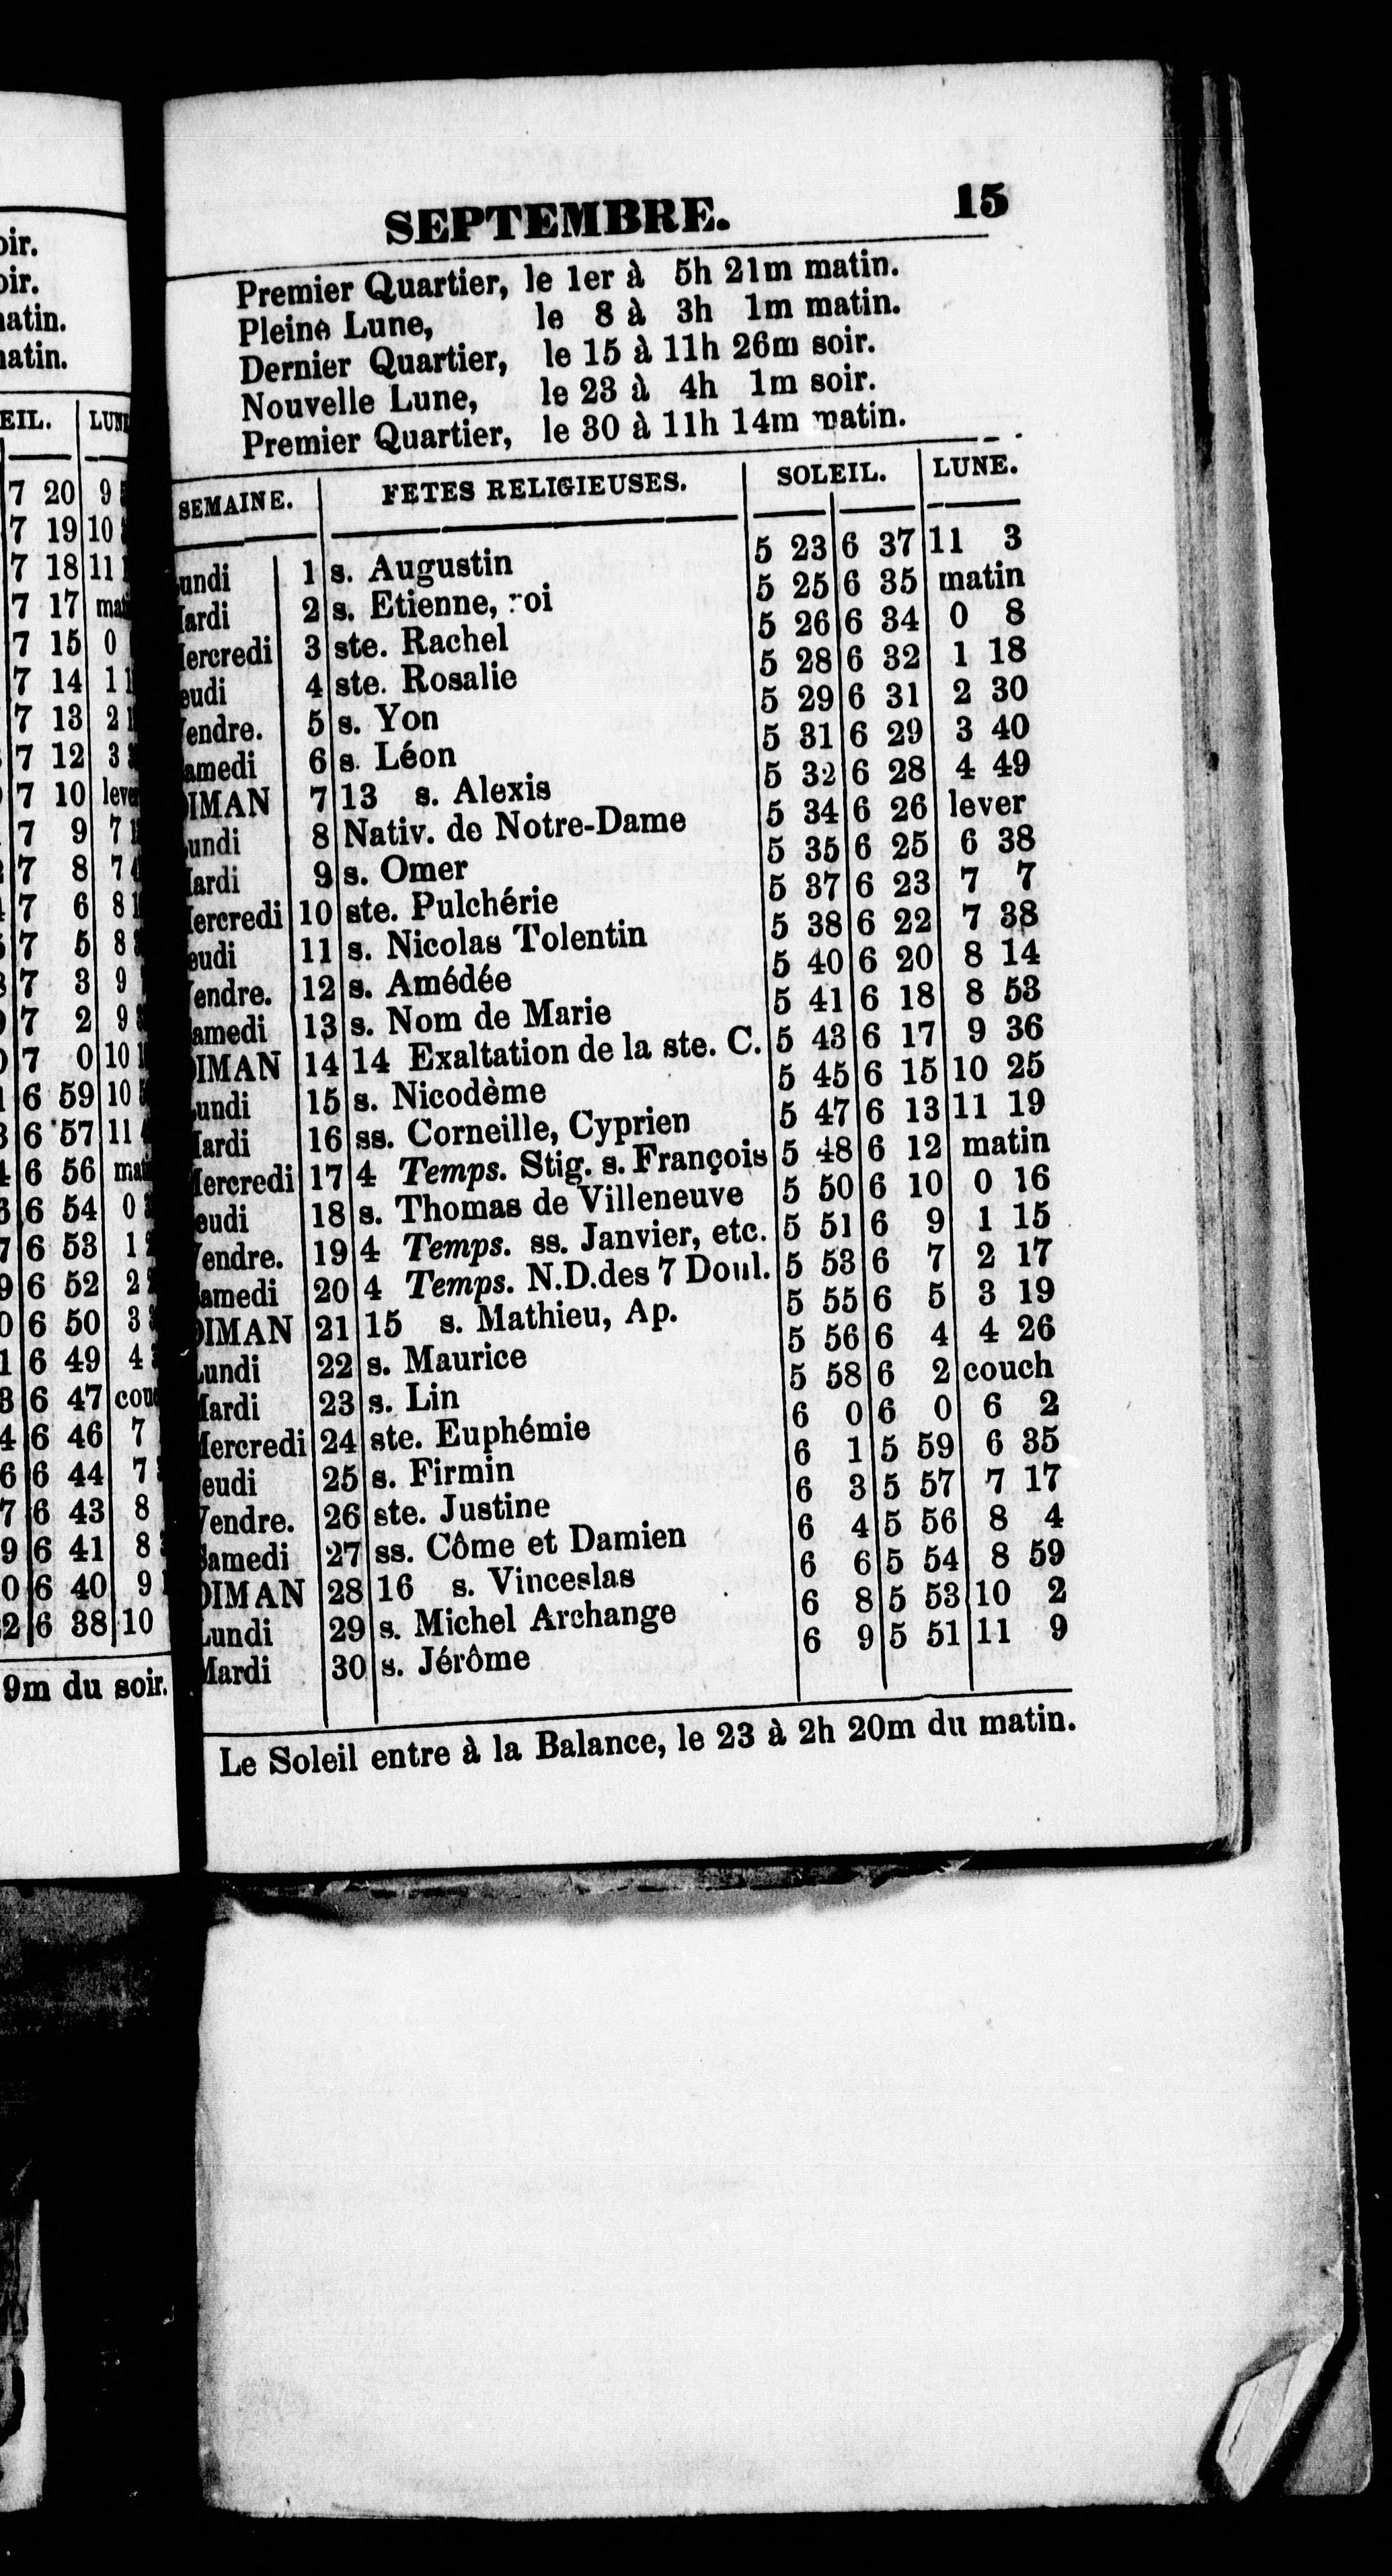 SEPTEMBRE. 15
Premier Quartier, le 1er à 5h 21m matin.
Pleine Lune, le 8 à 3h 1m matin.
Dernier Quartier, le 15 à 11h 26m soir.
Nouvelle Lune, le 23 à 4h 1m soir.
Premier Quartier, le 30 à 11h 14m matin.
SEMAINE. FETES RELIGIEUSES. SOLEIL. LUNE.
undi 1 s. Augustin 5 23 6 37 11 3
ardi 2 s. Etienne, roi 5 25 6 35 matin
ercredi 3 ste. Rachel 5 26 6 34 0 8
eudi 4 ste. Rosalie 5 28 6 32 1 18
endre. 5 s. Yon 5 29 6 31 2 30
amedi 6 s. Léon 5 31 6 29 3 40
IMAN 7 13 s. Alexis 5 32 6 28 4 49
undi 8 Nativ. de Notre-Dame 5 34 6 26 lever
ardi 9 s. Omer 5 35 6 25 6 38
ercredi 10 ste. Pulchérie 5 37 6 23 7 7
eudi 11 s. Nicolas Tolentin 5 38 6 22 7 38
endre. 12 s. Amédée 5 40 6 20 8 14
amedi 13 s. Nom de Marie 5 41 6 18 8 53
IMAN 14 14 Exaltation de la ste. C. 5 43 6 17 9 36
undi 15 s. Nicodème 5 45 6 15 10 25
ardi 16 ss. Corneille, Cyprien 5 47 6 13 11 19
ercredi 17 4 Temps. Stig. s. François 5 48 6 12 matin
eudi 18 s. Thomas de Villeneuve 5 50 6 10 0 16
endre. 19 4 Temps. ss. Janvier, etc. 5 51 6 9 1 15
amedi 20 4 Temps. N.D.des 7 Doul. 5 53 6 7 2 17
IMAN 21 15 s. Mathieu, Ap. 5 55 6 5 3 19
undi 22 s. Maurice 5 56 6 4 4 26
ardi 23 s. Lin 5 58 6 2 couch
ercredi 24 ste. Euphémie 6 0 6 0 6 2
eudi 25 s. Firmin 6 1 5 59 6 35
endre. 26 ste. Justine 6 3 5 57 7 17
amedi 27 ss. Côme et Damien 6 4 5 56 8 4
DIMAN 28 16 s. Vinceslas 6 6 5 54 8 59
undi 29 s. Michel Archange 6 8 5 53 10 2
Mardi 30 s. Jérôme 6 9 5 51 11 9
Le Soleil entre à la Balance, le 23 à 2h 20m du matin.